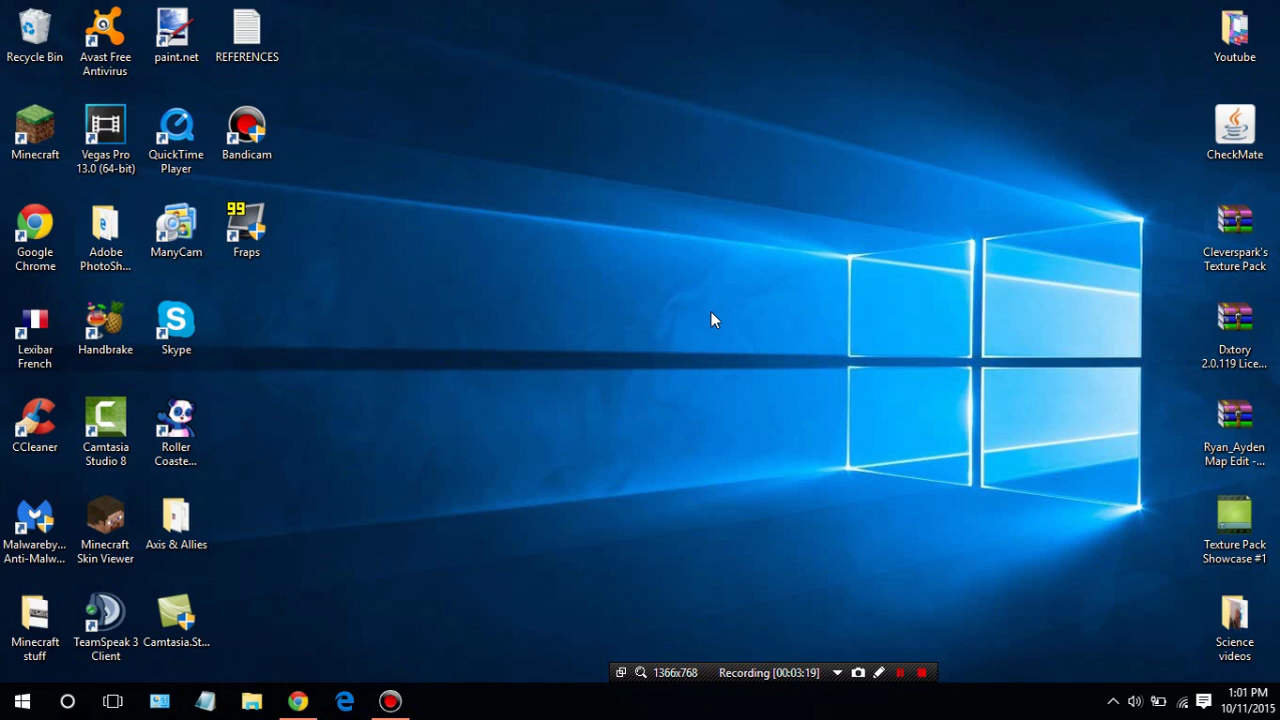 Recycle Bin
Avast Free
Antivirus
paint.net
REFERENCES
Youtube
Minecraft
Vegas Pro
13.0 (64-bit)
QuickTime
Player
Bandicam
CheckMate
Google
Chrome
Adobe
PhotoSh...
ManyCam
99
Fraps
Cleverspark's
Texture Pack
Lexibar
French
Handbrake
Skype
Dxtory
2.0.119 Lice...
CCleaner
Camtasia
Studio 8
Roller
Coaste...
Ryan_Ayden
Map Edit -...
Malwareby...
Anti-Malw...
Minecraft
Skin Viewer
Axis & Allies
Texture Pack
Showcase #1
Minecraft
stuff
TeamSpeak 3
Client
Camtasia.St...
Science
videos
1366x768 Recording [00:03:19]
1:01 PM
10/11/2015